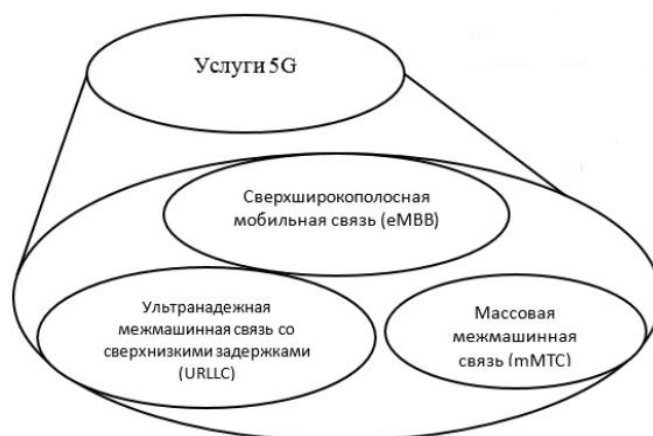 Услуги 5G
Сверхширокополосная
мобильная связь (eMBB)
Ультранадежная
межмашинная связь со
сверхнизкими задержками
(URLLC)
Массовая
межмашинная
связь (mMTC)